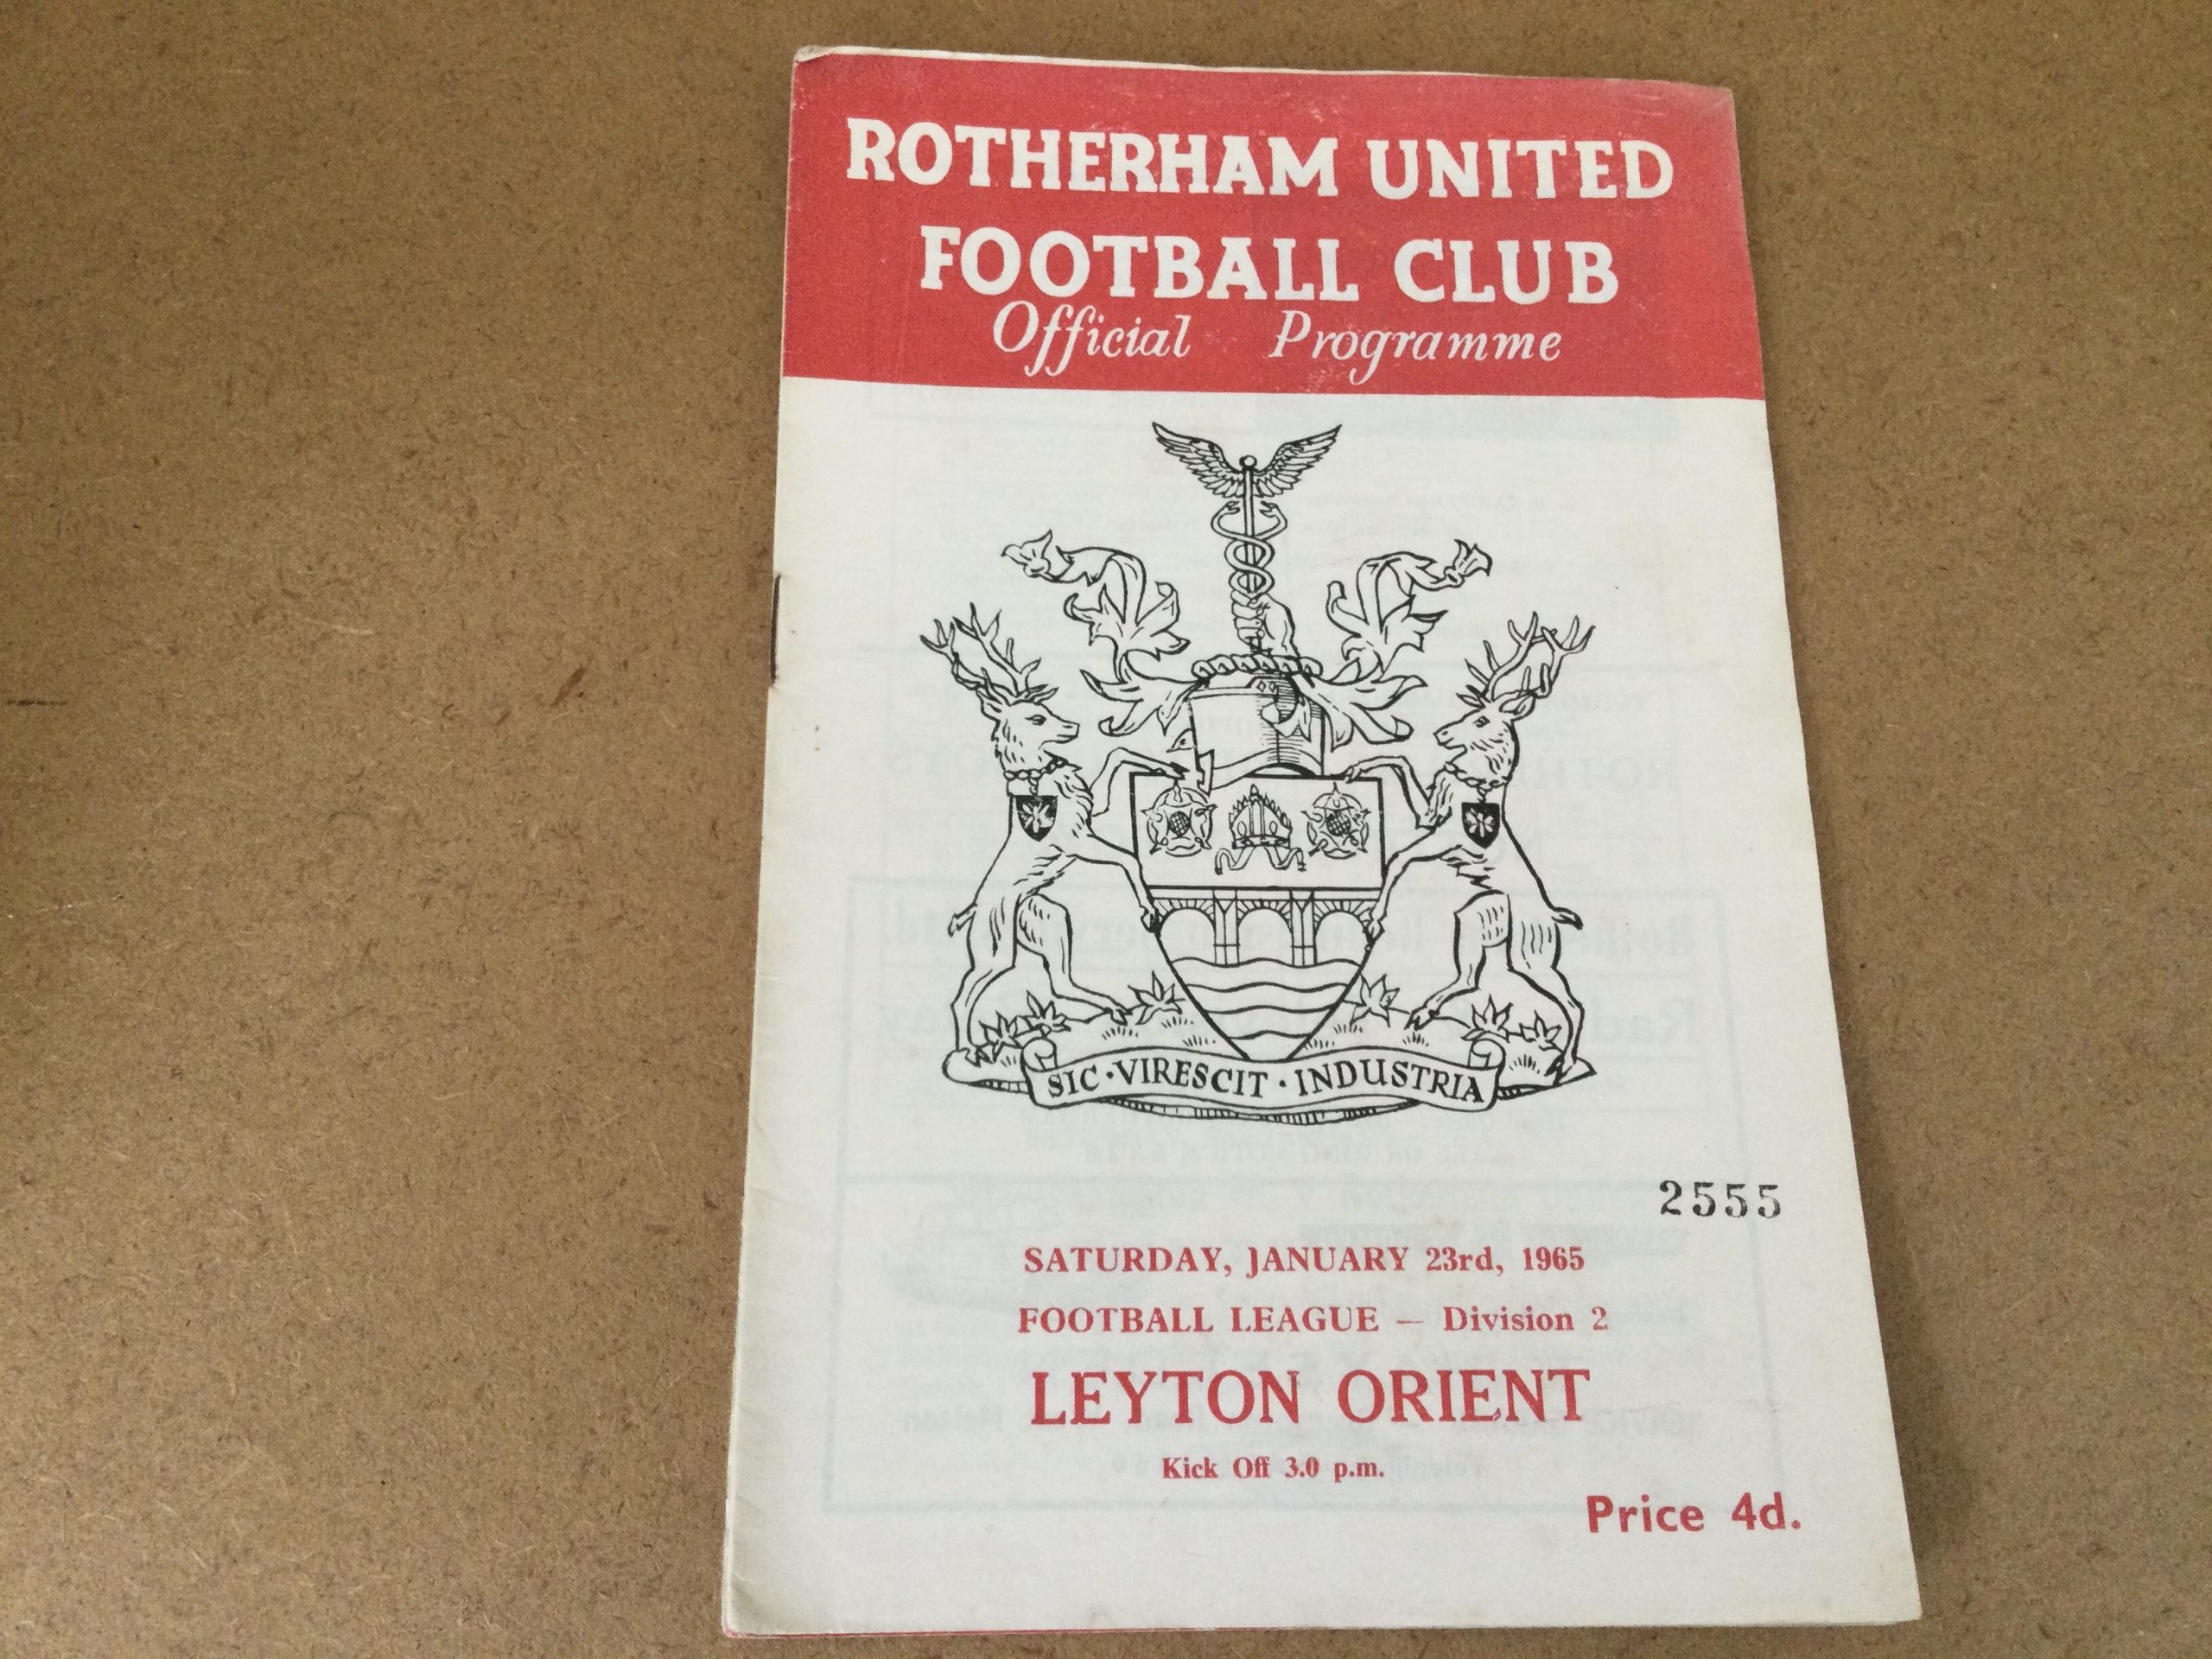 ROTHERHAM UNITED
FOOTBALL CLUB
Official Programme
SIC · VIRESCIT · INDUSTRIA
2555
SATURDAY, JANUARY 23rd, 1965
FOOTBALL LEAGUE — Division 2
LEYTON ORIENT
Kick Off 3.0 p.m.
Price 4d.